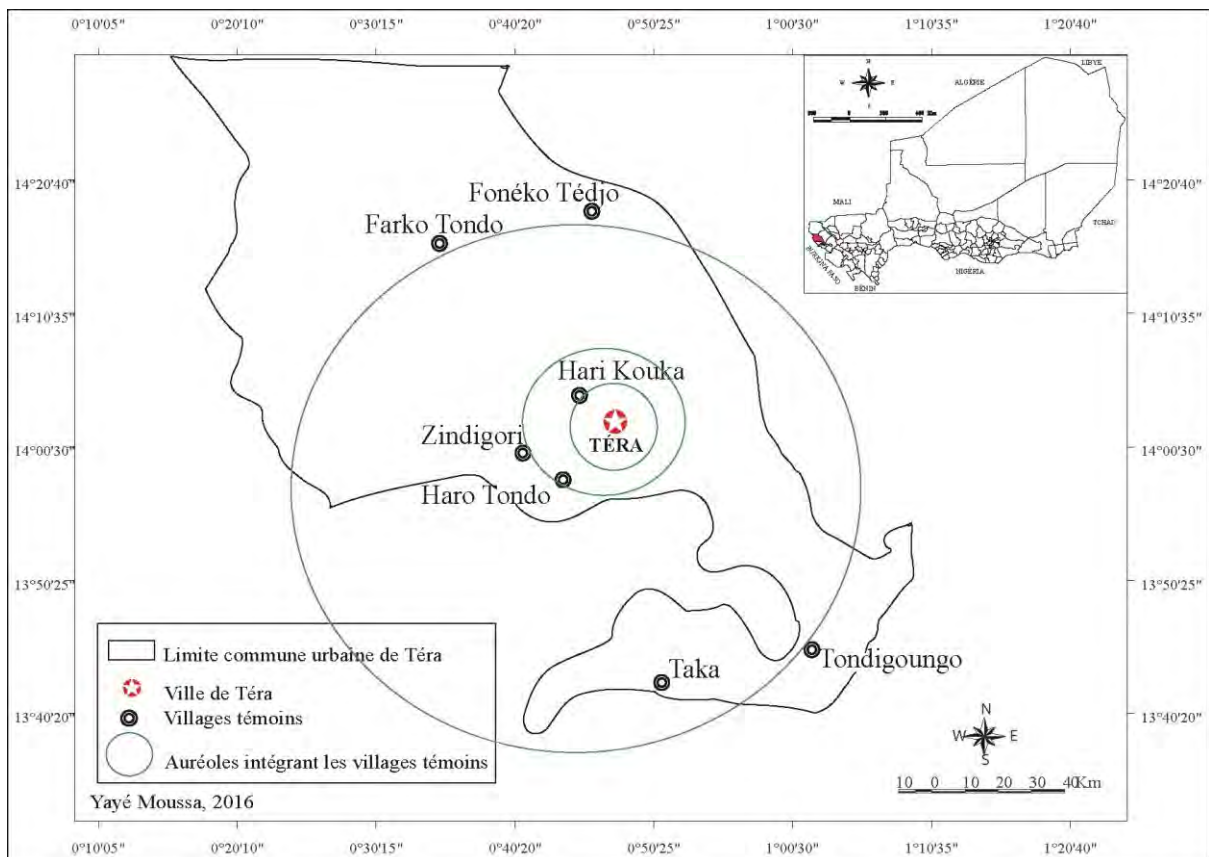 0°10'05" 0°20'10" 0°30'15" 0°40'20" 0°50'25" 1°00'30" 1°10'35" 1°20'40"
N
W E
S
ALGÉRIE
LIBYE
Km
MALI
TCHAD
BURKINA FASO
BÉNIN
NIGÉRIA
14°20'40" 14°20'40"
Fonéko Tédjo
Farko Tondo
14°10'35" 14°10'35"
Hari Kouka
TÉRA
Zindigori
14°00'30" 14°00'30"
Haro Tondo
13°50'25" 13°50'25"
Tondigoungo
Taka
13°40'20" 13°40'20"
Limite commune urbaine de Téra
Ville de Téra
Villages témoins
Auréoles intégrant les villages témoins
Yayé Moussa, 2016
N
W E
S
10 0 10 20 30 40 Km
0°10'05" 0°20'10" 0°30'15" 0°40'20" 0°50'25" 1°00'30" 1°10'35" 1°20'40"